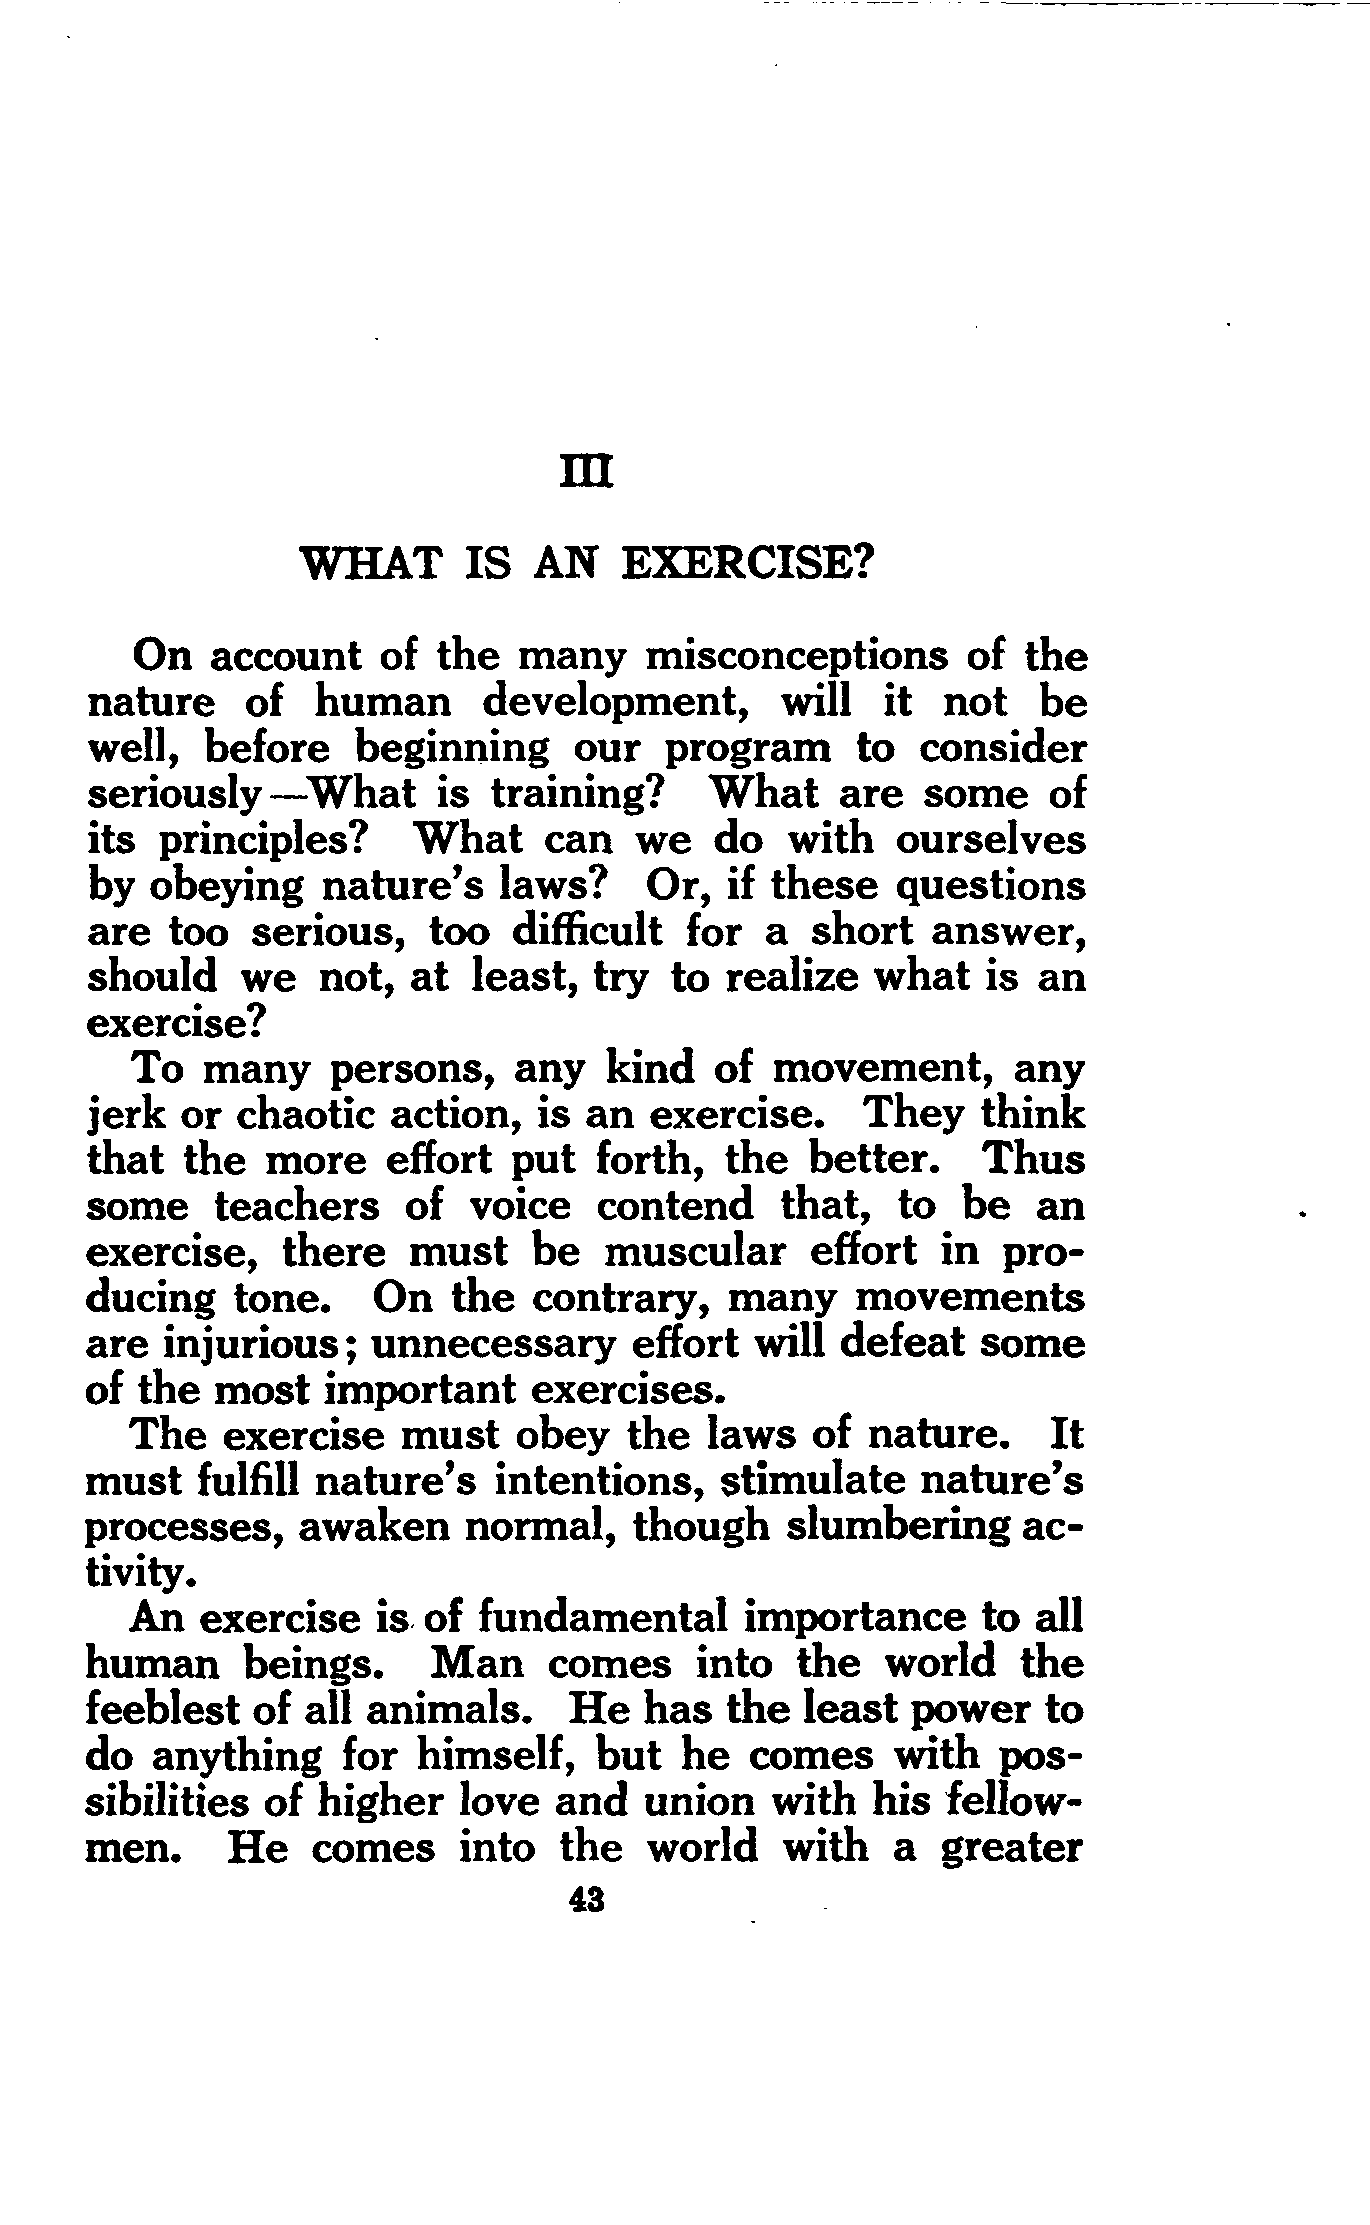 III
WHAT IS AN EXERCISE?
On account of the many misconceptions of the
nature of human development, will it not be
well, before beginning our program to consider
seriously—What is training? What are some of
its principles? What can we do with ourselves
by obeying nature's laws? Or, if these questions
are too serious, too difficult for a short answer,
should we not, at least, try to realize what is an
exercise?
To many persons, any kind of movement, any
jerk or chaotic action, is an exercise. They think
that the more effort put forth, the better. Thus
some teachers of voice contend that, to be an
exercise, there must be muscular effort in pro-
ducing tone. On the contrary, many movements
are injurious; unnecessary effort will defeat some
of the most important exercises.
The exercise must obey the laws of nature. It
must fulfill nature's intentions, stimulate nature's
processes, awaken normal, though slumbering ac-
tivity.
An exercise is of fundamental importance to all
human beings. Man comes into the world the
feeblest of all animals. He has the least power to
do anything for himself, but he comes with pos-
sibilities of higher love and union with his fellow-
men. He comes into the world with a greater
43